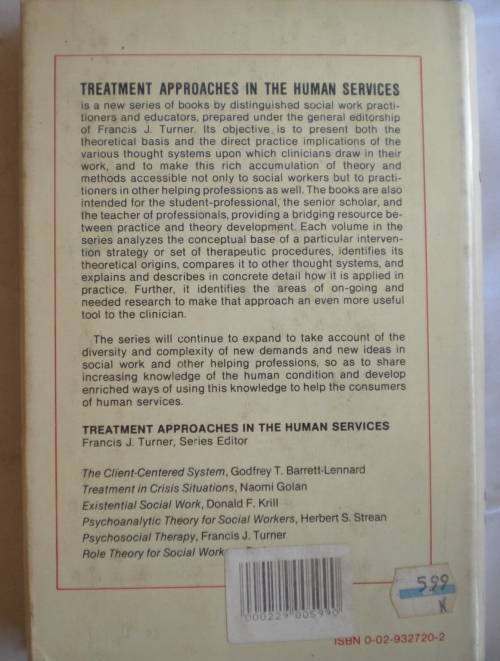 TREATMENT APPROACHES IN THE HUMAN SERVICES
is a new series of books by distinguished social work practi-
tioners and educators, prepared under the general editorship
of Francis J. Turner. Its objective is to present both the
theoretical basis and the direct practice implications of the
various thought systems upon which clinicians draw in their
work, and to make this rich accumulation of theory and
methods accessible not only to social workers but to practi-
tioners in other helping professions as well. The books are also
intended for the student-professional, the senior scholar, and
the teacher of professionals, providing a bridging resource be-
tween practice and theory development. Each volume in the
series analyzes the conceptual base of a particular interven-
tion strategy or set of therapeutic procedures, identifies its
theoretical origins, compares it to other thought systems, and
explains and describes in concrete detail how it is applied in
practice. Further, it identifies the areas of on-going and
needed research to make that approach an even more useful
tool to the clinician.
The series will continue to expand to take account of the
diversity and complexity of new demands and new ideas in
social work and other helping professions, so as to share
increasing knowledge of the human condition and develop
enriched ways of using this knowledge to help the consumers
of human services.
TREATMENT APPROACHES IN THE HUMAN SERVICES
Francis J. Turner, Series Editor
The Client-Centered System, Godfrey T. Barrett-Lennard
Treatment in Crisis Situations, Naomi Golan
Existential Social Work, Donald F. Krill
Psychoanalytic Theory for Social Workers, Herbert S. Strean
Psychosocial Therapy, Francis J. Turner
Role Theory for Social Work
000229005990
5.99
K
ISBN 0-02-932720-2